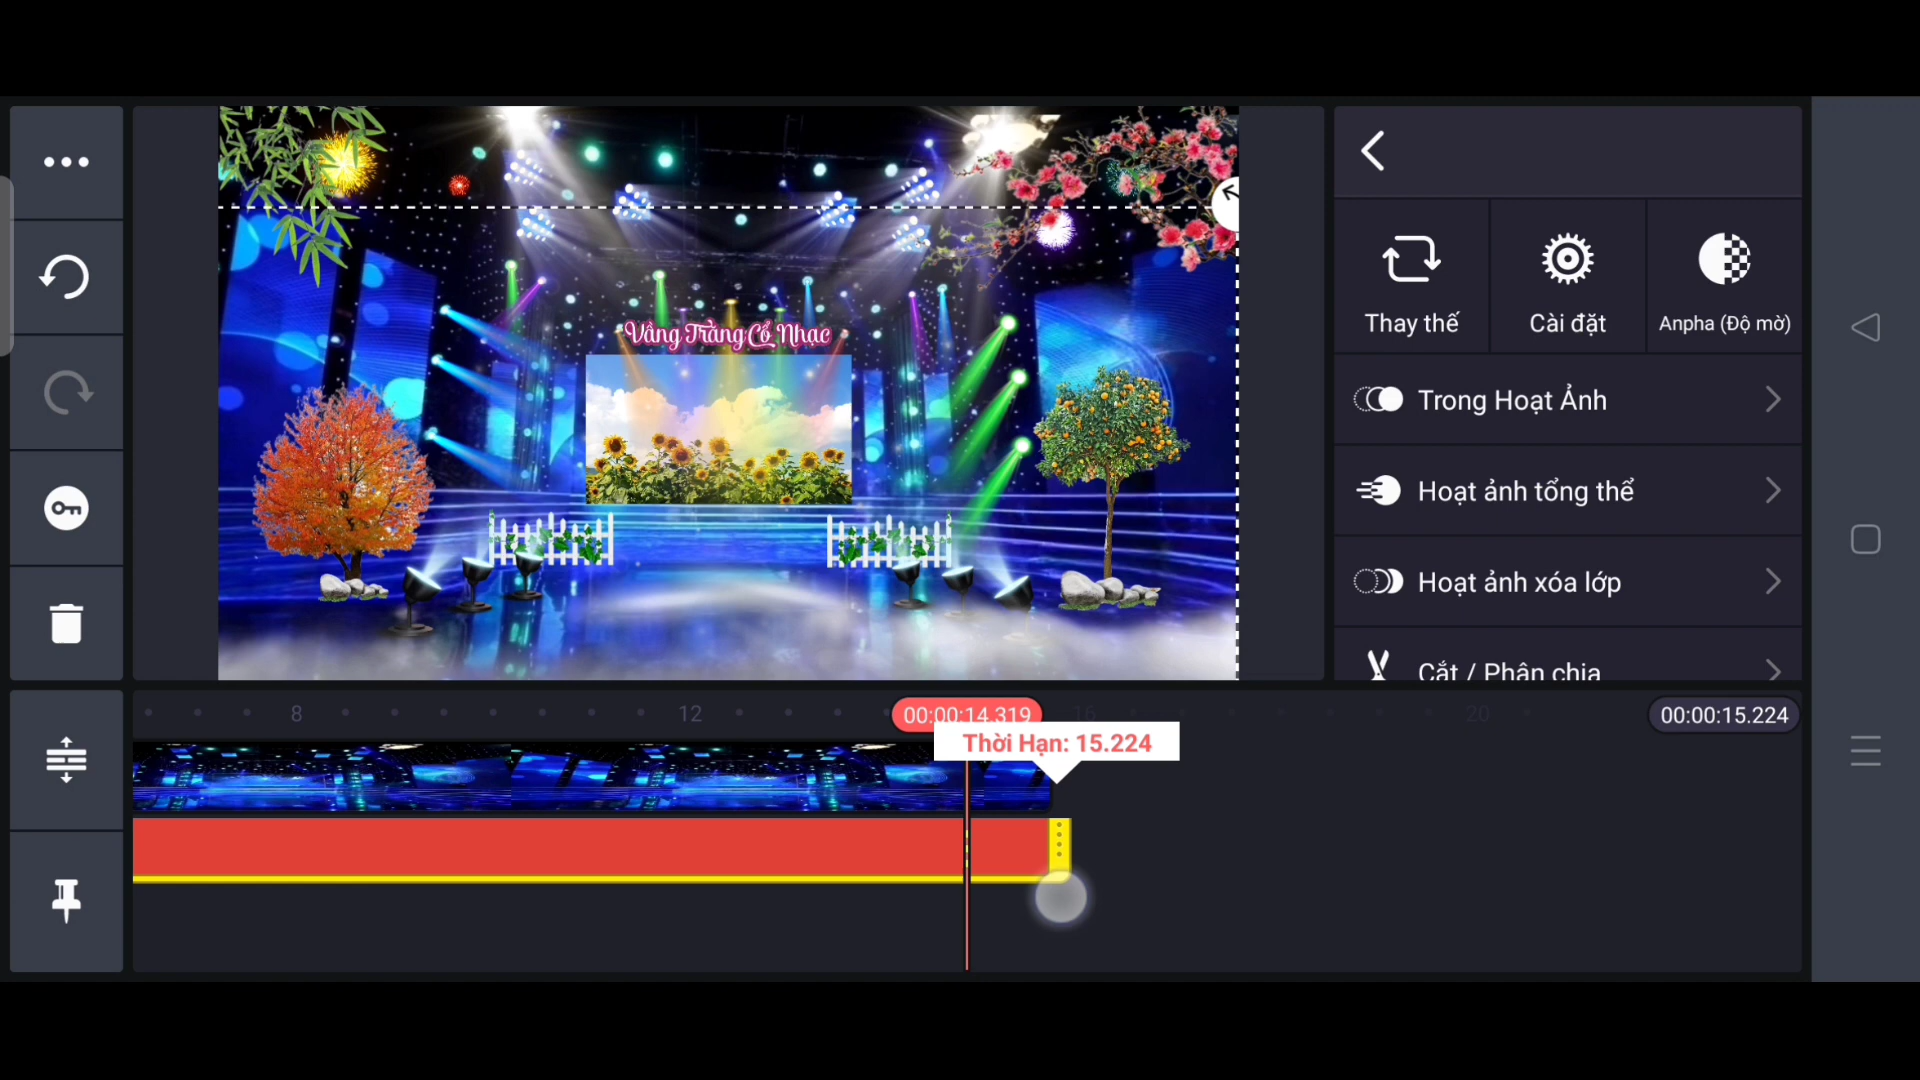 Vầng Trăng Cổ Nhạc
Thay thế
Cài đặt
Anpha (Độ mờ)
Trong Hoạt Ảnh
Hoạt ảnh tổng thể
Hoạt ảnh xóa lớp
Cắt / Phân chia
8
12
00:00:14.319
16
20
00:00:15.224
Thời Hạn: 15.224